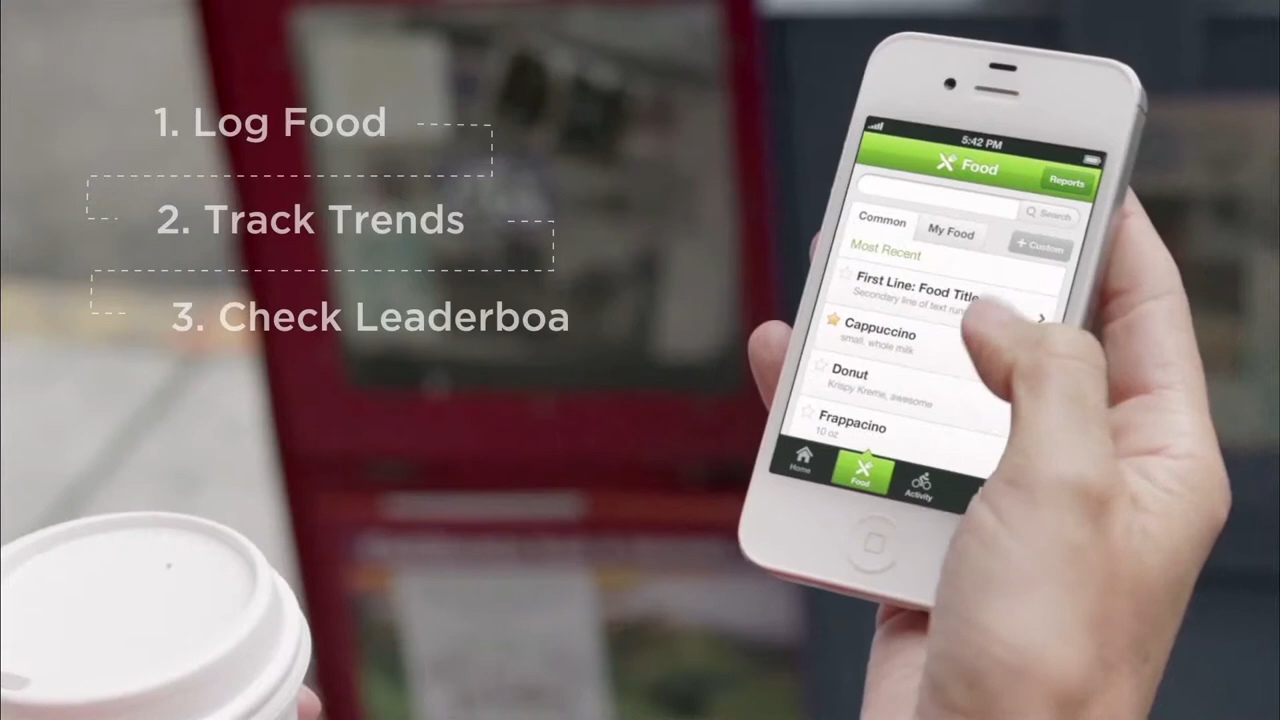 1. Log Food
2. Track Trends
3. Check Leaderboa
5:42 PM
Food
Reports
Search
Common
My Food
+ Custom
Most Recent
First Line: Food Title
Secondary line of text run
Cappuccino
small, whole milk
Donut
Krispy Kreme, awesome
Frappacino
10 oz
Home
Food
Activity